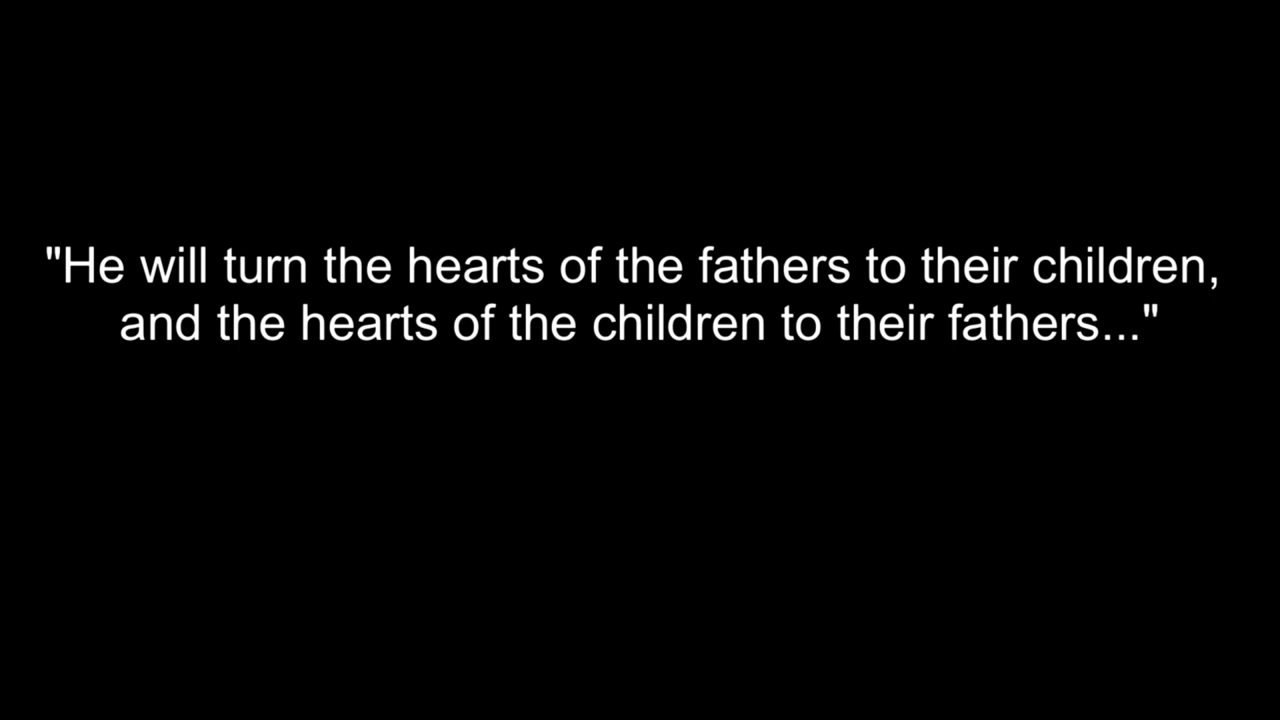 "He will turn the hearts of the fathers to their children,
and the hearts of the children to their fathers..."